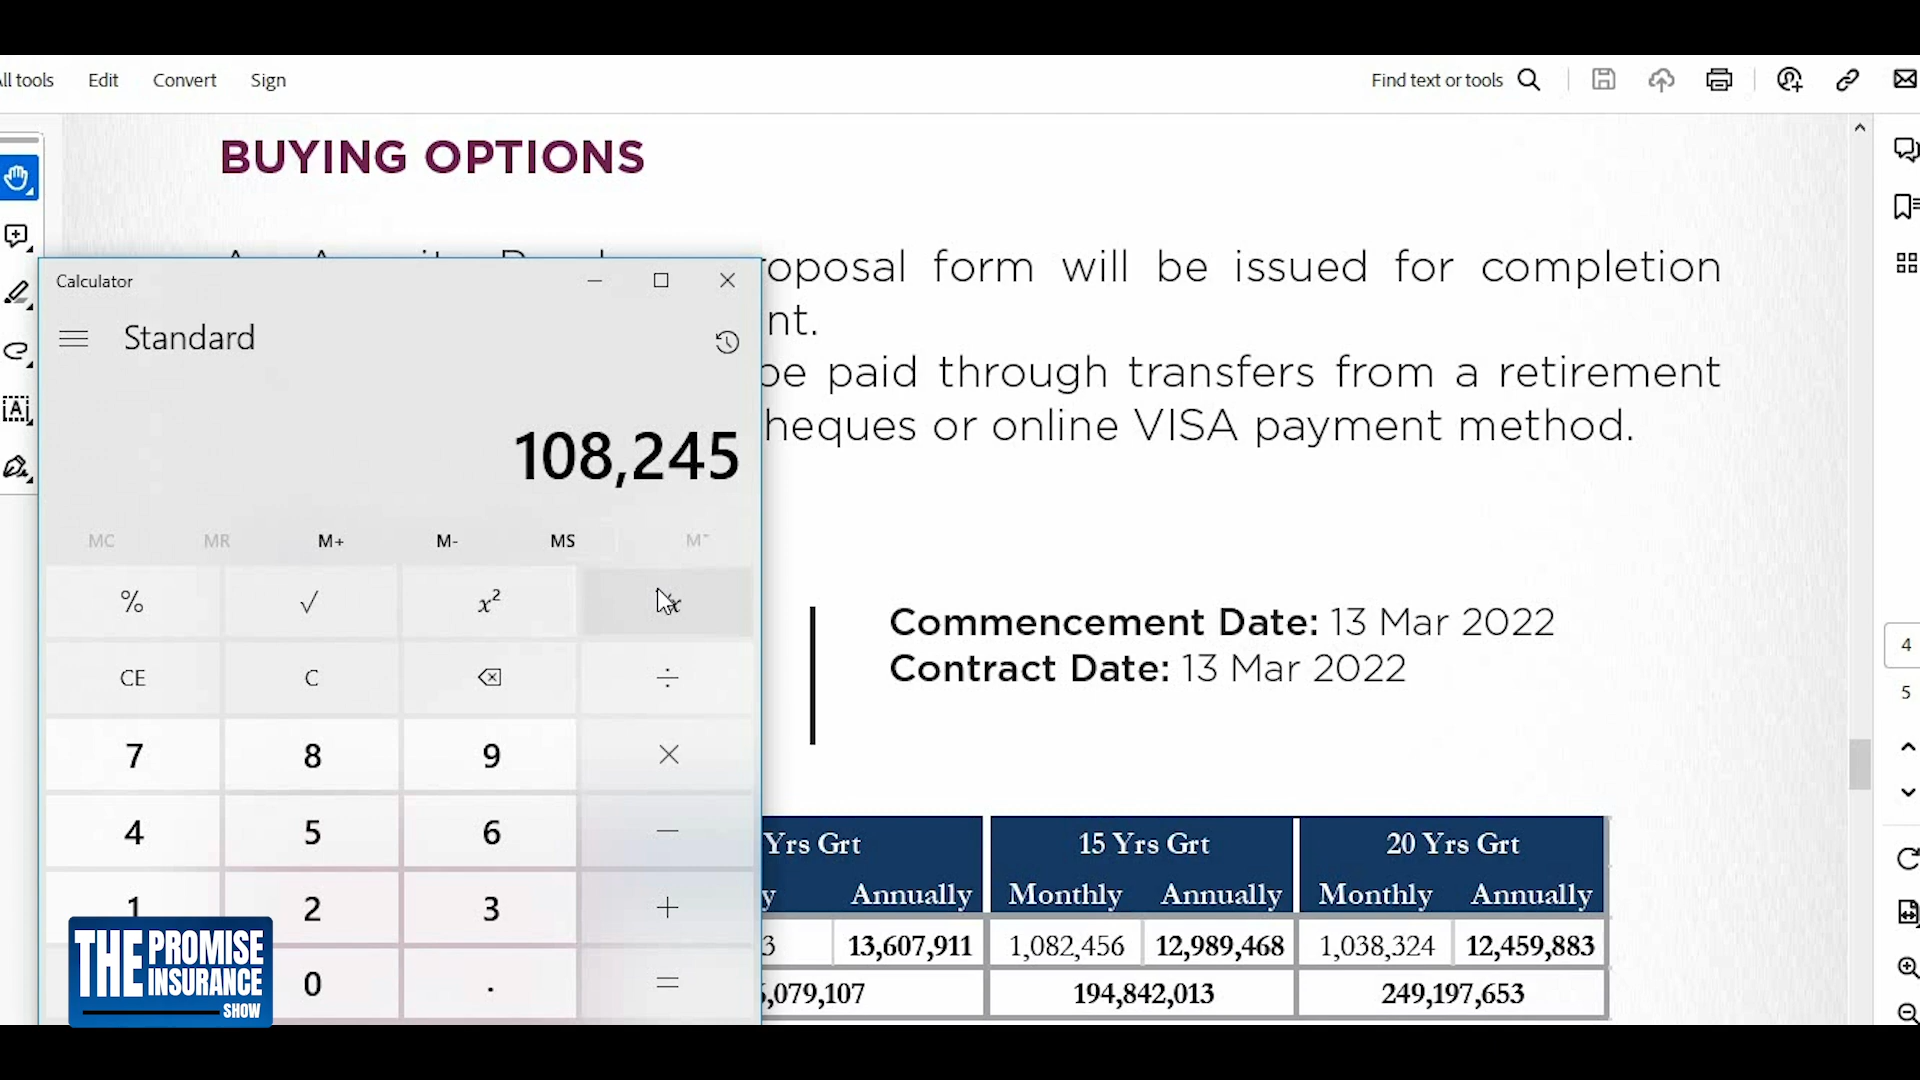 All tools Edit Convert Sign Find text or tools
BUYING OPTIONS
roposal form will be issued for completion
nt.
be paid through transfers from a retirement
heques or online VISA payment method.
Calculator
Standard
108,245
MC MR M+ M- MS M
% √ x² x
CE C ÷
7 8 9 ×
4 5 6 −
1 2 3 +
0 . =
Commencement Date: 13 Mar 2022
Contract Date: 13 Mar 2022
4
5
Yrs Grt 15 Yrs Grt 20 Yrs Grt
y Annually Monthly Annually Monthly Annually
3 13,607,911 1,082,456 12,989,468 1,038,324 12,459,883
,079,107 194,842,013 249,197,653
THE PROMISE
INSURANCE
SHOW